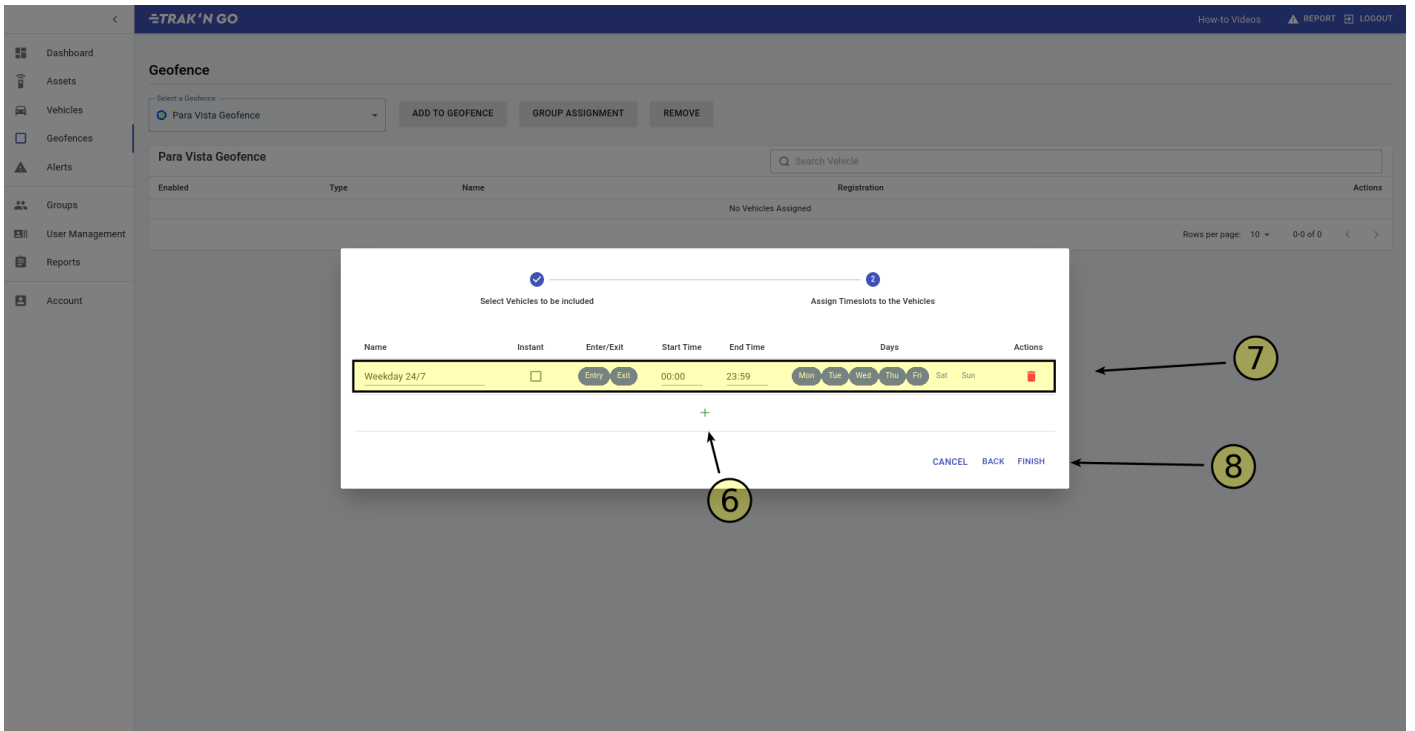 TRAK'N GO
How-to Videos
REPORT
LOGOUT
Dashboard
Assets
Vehicles
Geofences
Alerts
Groups
User Management
Reports
Account
Geofence
Select a Geofence
Para Vista Geofence
ADD TO GEOFENCE
GROUP ASSIGNMENT
REMOVE
Para Vista Geofence
Search Vehicle
Enabled Type Name Registration Actions
No Vehicles Assigned
Rows per page: 10 0-0 of 0
2
Select Vehicles to be included
Assign Timeslots to the Vehicles
Name Instant Enter/Exit Start Time End Time Days Actions
Weekday 24/7 Entry Exit 00:00 23:59 Mon Tue Wed Thu Fri Sat Sun
7
+
CANCEL BACK FINISH
8
6